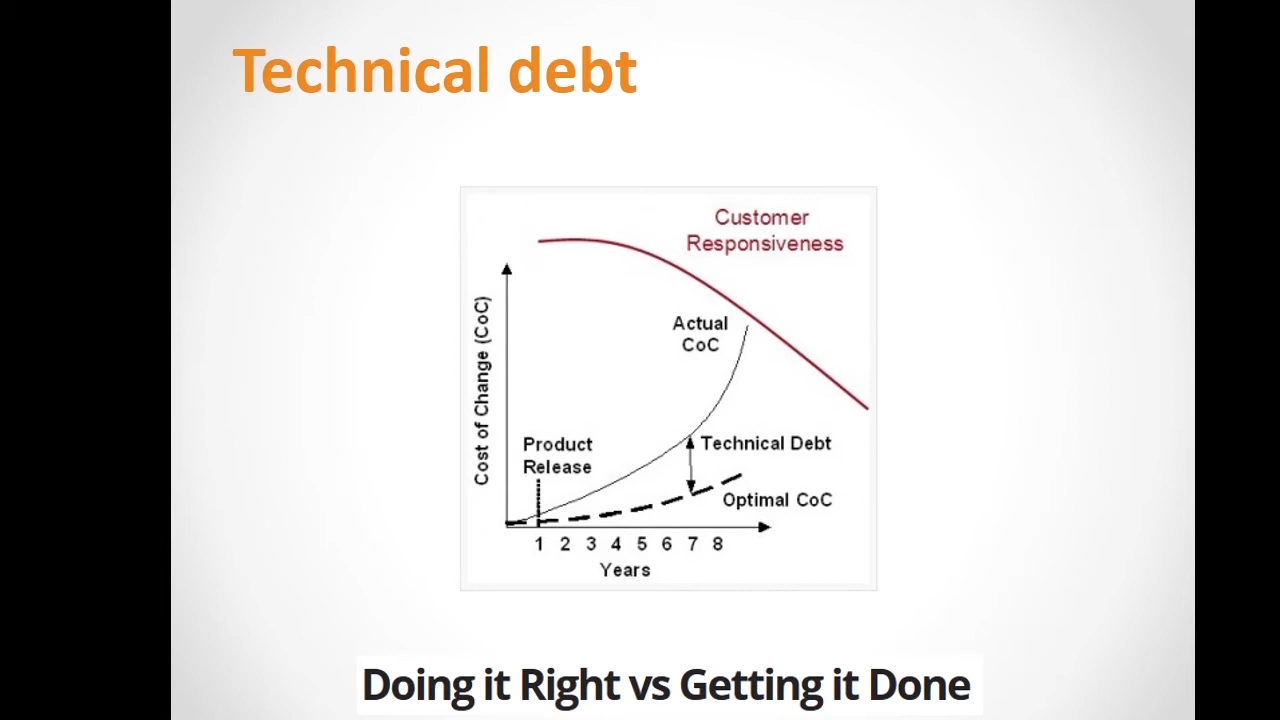 Technical debt
Customer
Responsiveness
Actual
CoC
Cost of Change (CoC)
Product
Release
Technical Debt
Optimal CoC
1 2 3 4 5 6 7 8
Years
Doing it Right vs Getting it Done